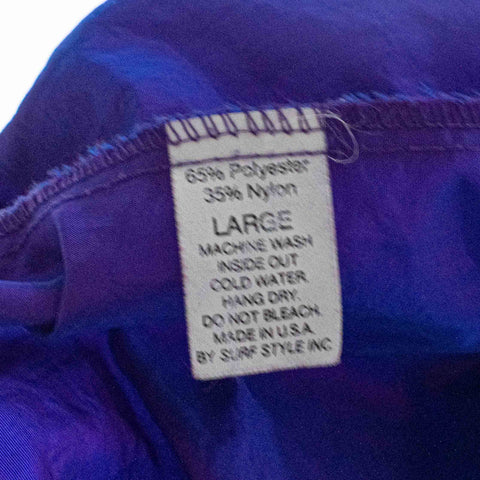 65% Polyester
35% Nylon
LARGE
MACHINE WASH
INSIDE OUT
COLD WATER.
HANG DRY.
DO NOT BLEACH.
MADE IN U.S.A.
BY SURF STYLE INC